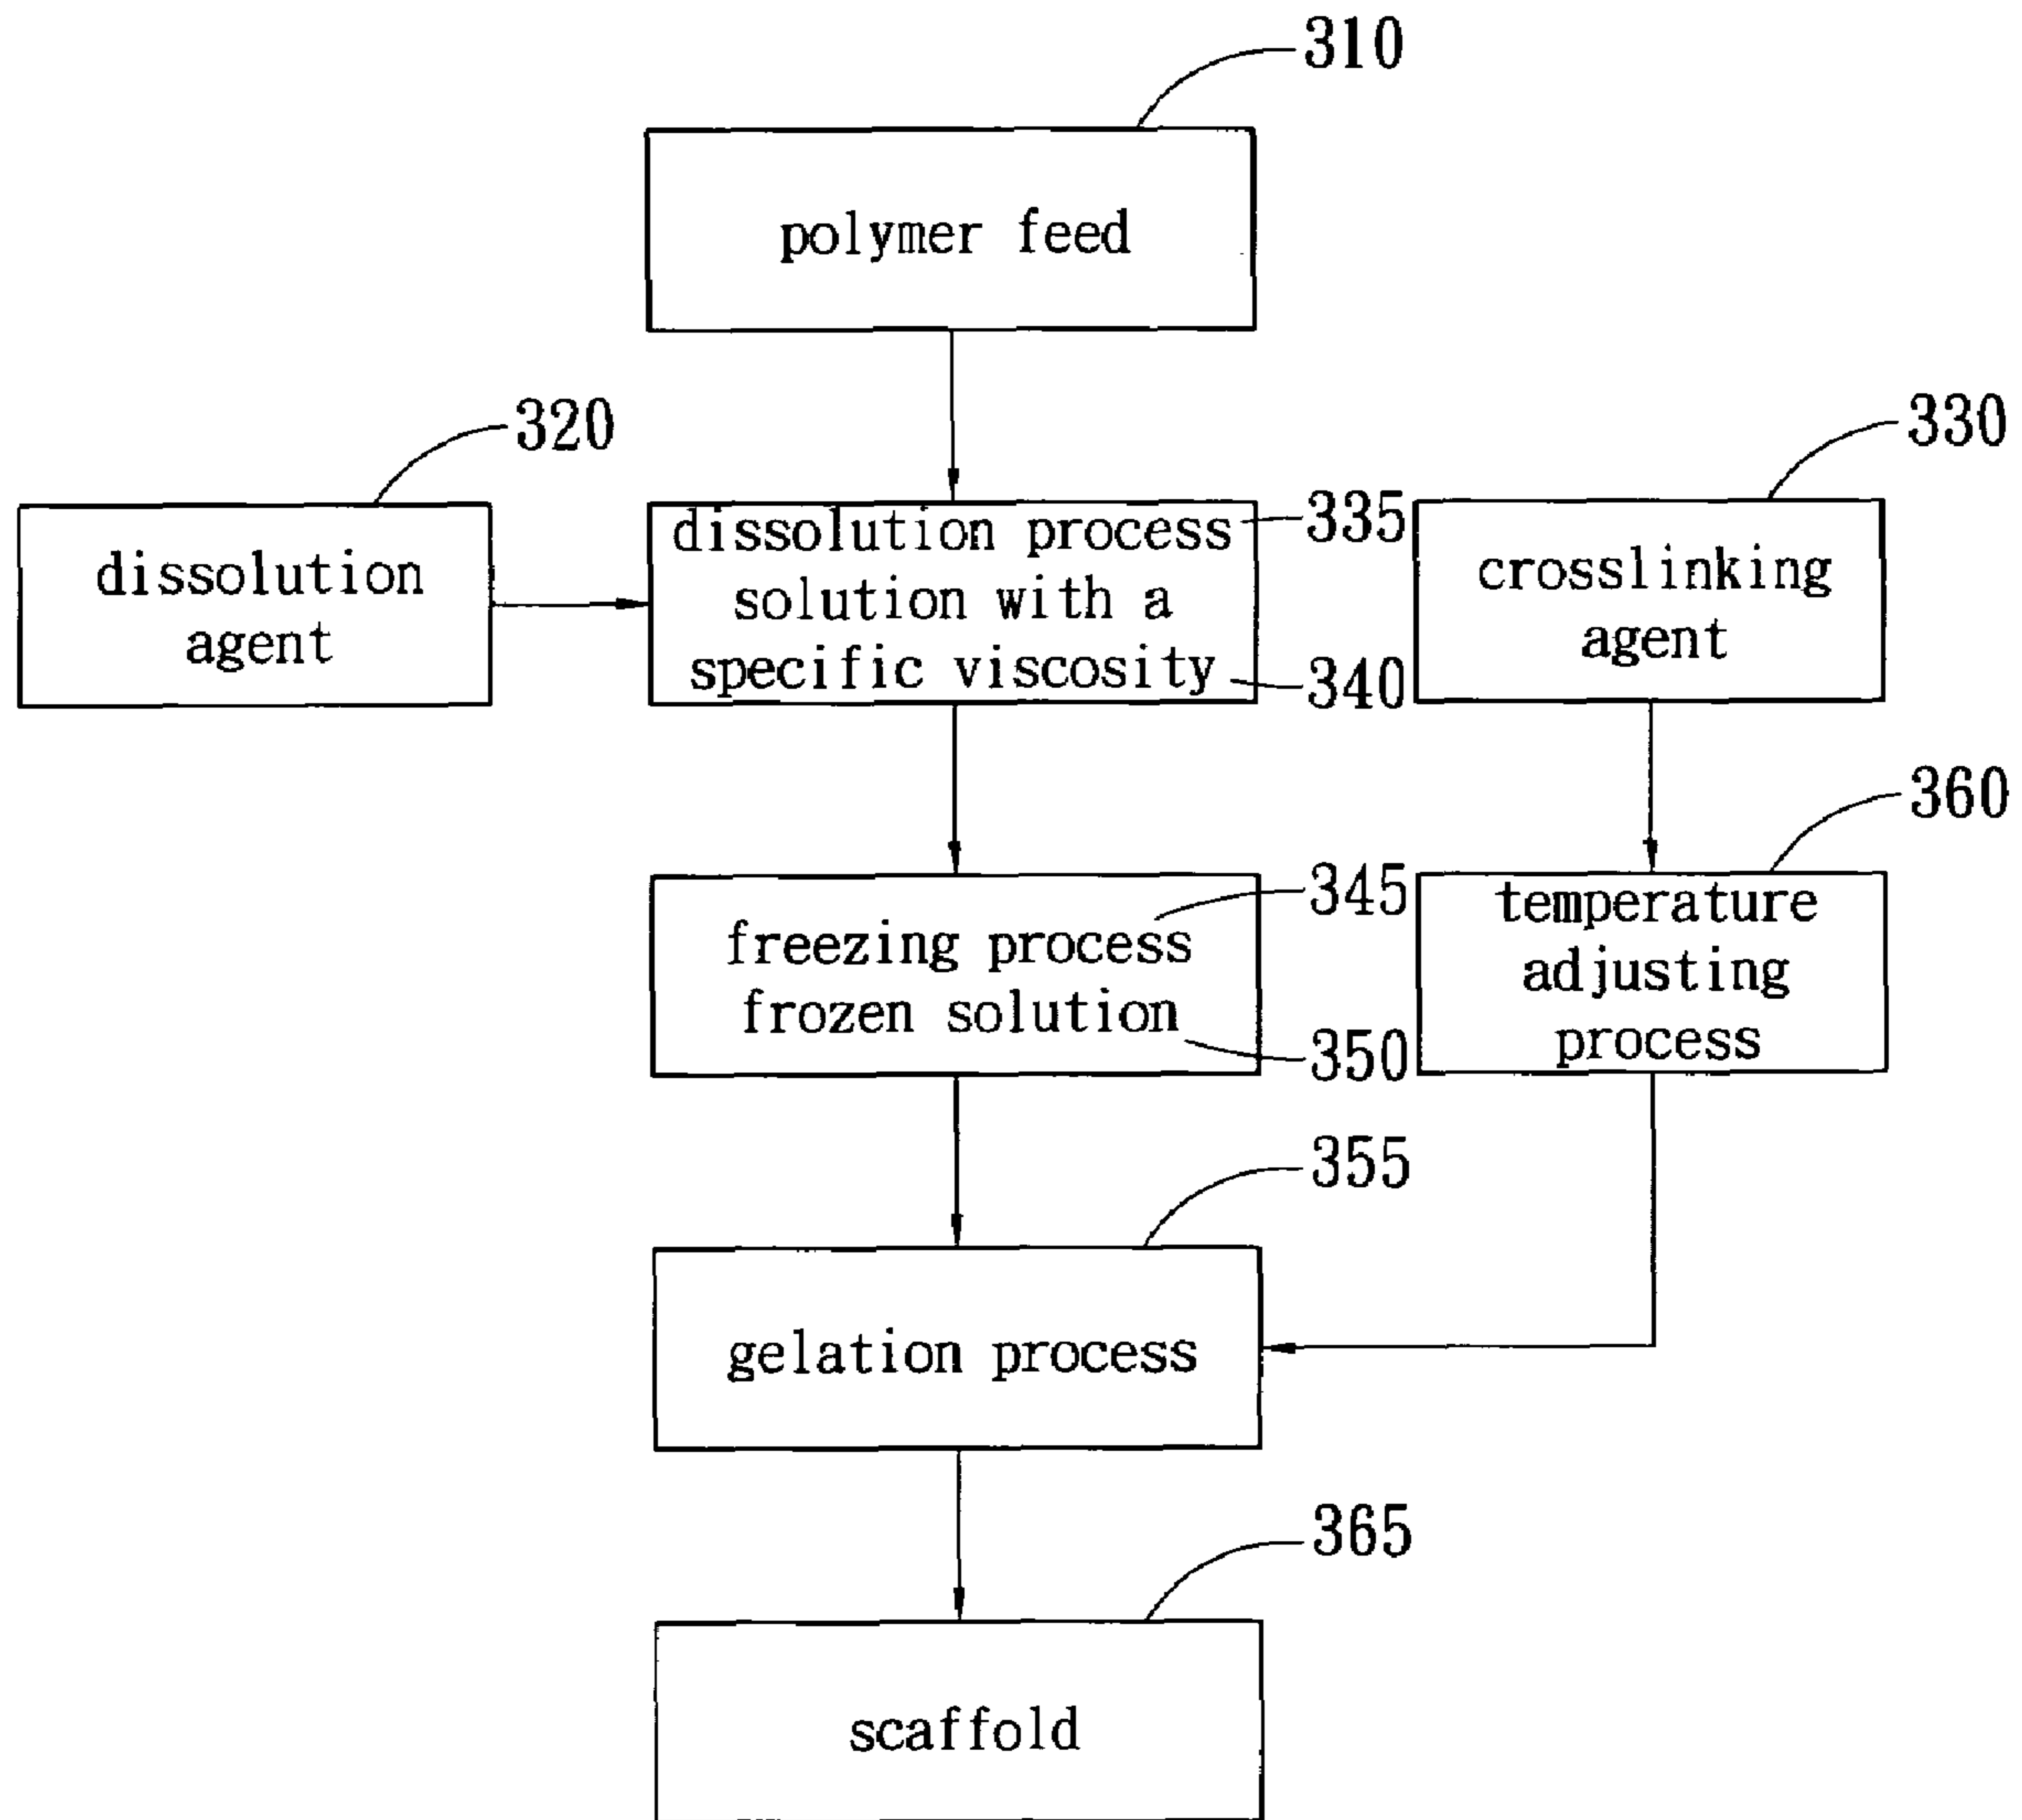 310
polymer feed
320
330
dissolution
agent
dissolution process
335
solution with a
specific viscosity
340
crosslinking
agent
360
freezing process
345
frozen solution
350
temperature
adjusting
process
355
gelation process
365
scaffold